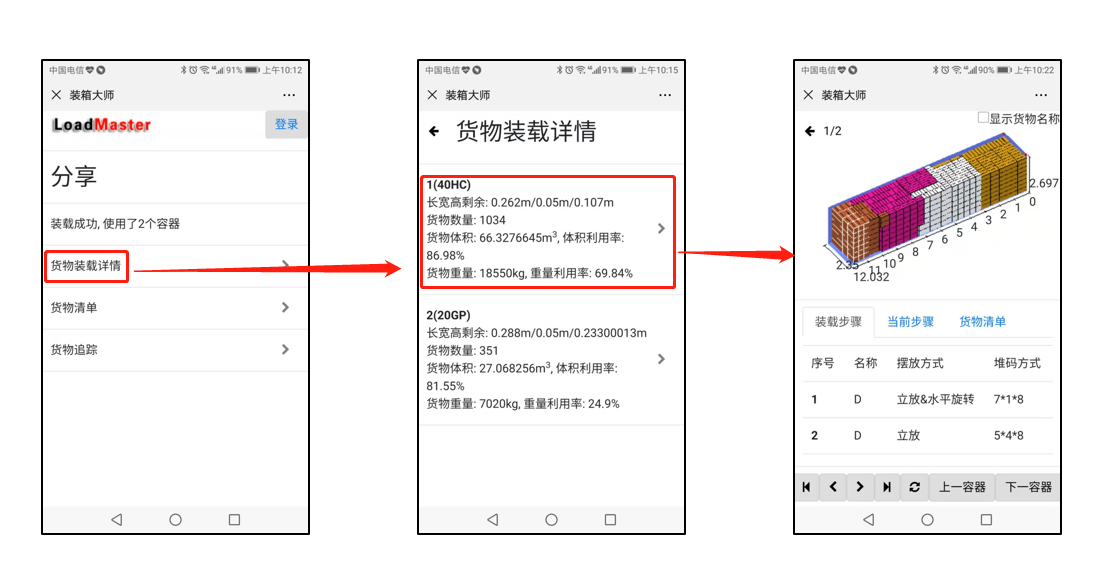 中国电信
91% 上午10:12
装箱大师
LoadMaster
登录
分享
装载成功, 使用了2个容器
货物装载详情
货物清单
货物追踪
中国电信
91% 上午10:15
装箱大师
货物装载详情
1(40HC)
长宽高剩余: 0.262m/0.05m/0.107m
货物数量: 1034
货物体积: 66.3276645m³, 体积利用率:
86.98%
货物重量: 18550kg, 重量利用率: 69.84%
2(20GP)
长宽高剩余: 0.288m/0.05m/0.23300013m
货物数量: 351
货物体积: 27.068256m³, 体积利用率:
81.55%
货物重量: 7020kg, 重量利用率: 24.9%
中国电信
90% 上午10:22
装箱大师
显示货物名称
1/2
2.697
0
1
2
3
4
5
6
7
8
9
10
11
2.35
12.032
装载步骤 当前步骤 货物清单
序号 名称 摆放方式 堆码方式
1 D 立放&水平旋转 7*1*8
2 D 立放 5*4*8
上一容器 下一容器